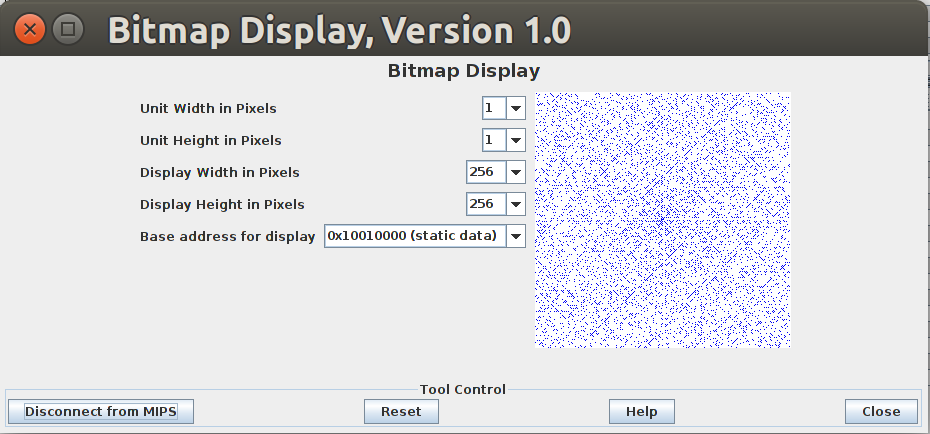 Bitmap Display, Version 1.0
Bitmap Display
Unit Width in Pixels 1
Unit Height in Pixels 1
Display Width in Pixels 256
Display Height in Pixels 256
Base address for display 0x10010000 (static data)
Tool Control
Disconnect from MIPS Reset Help Close